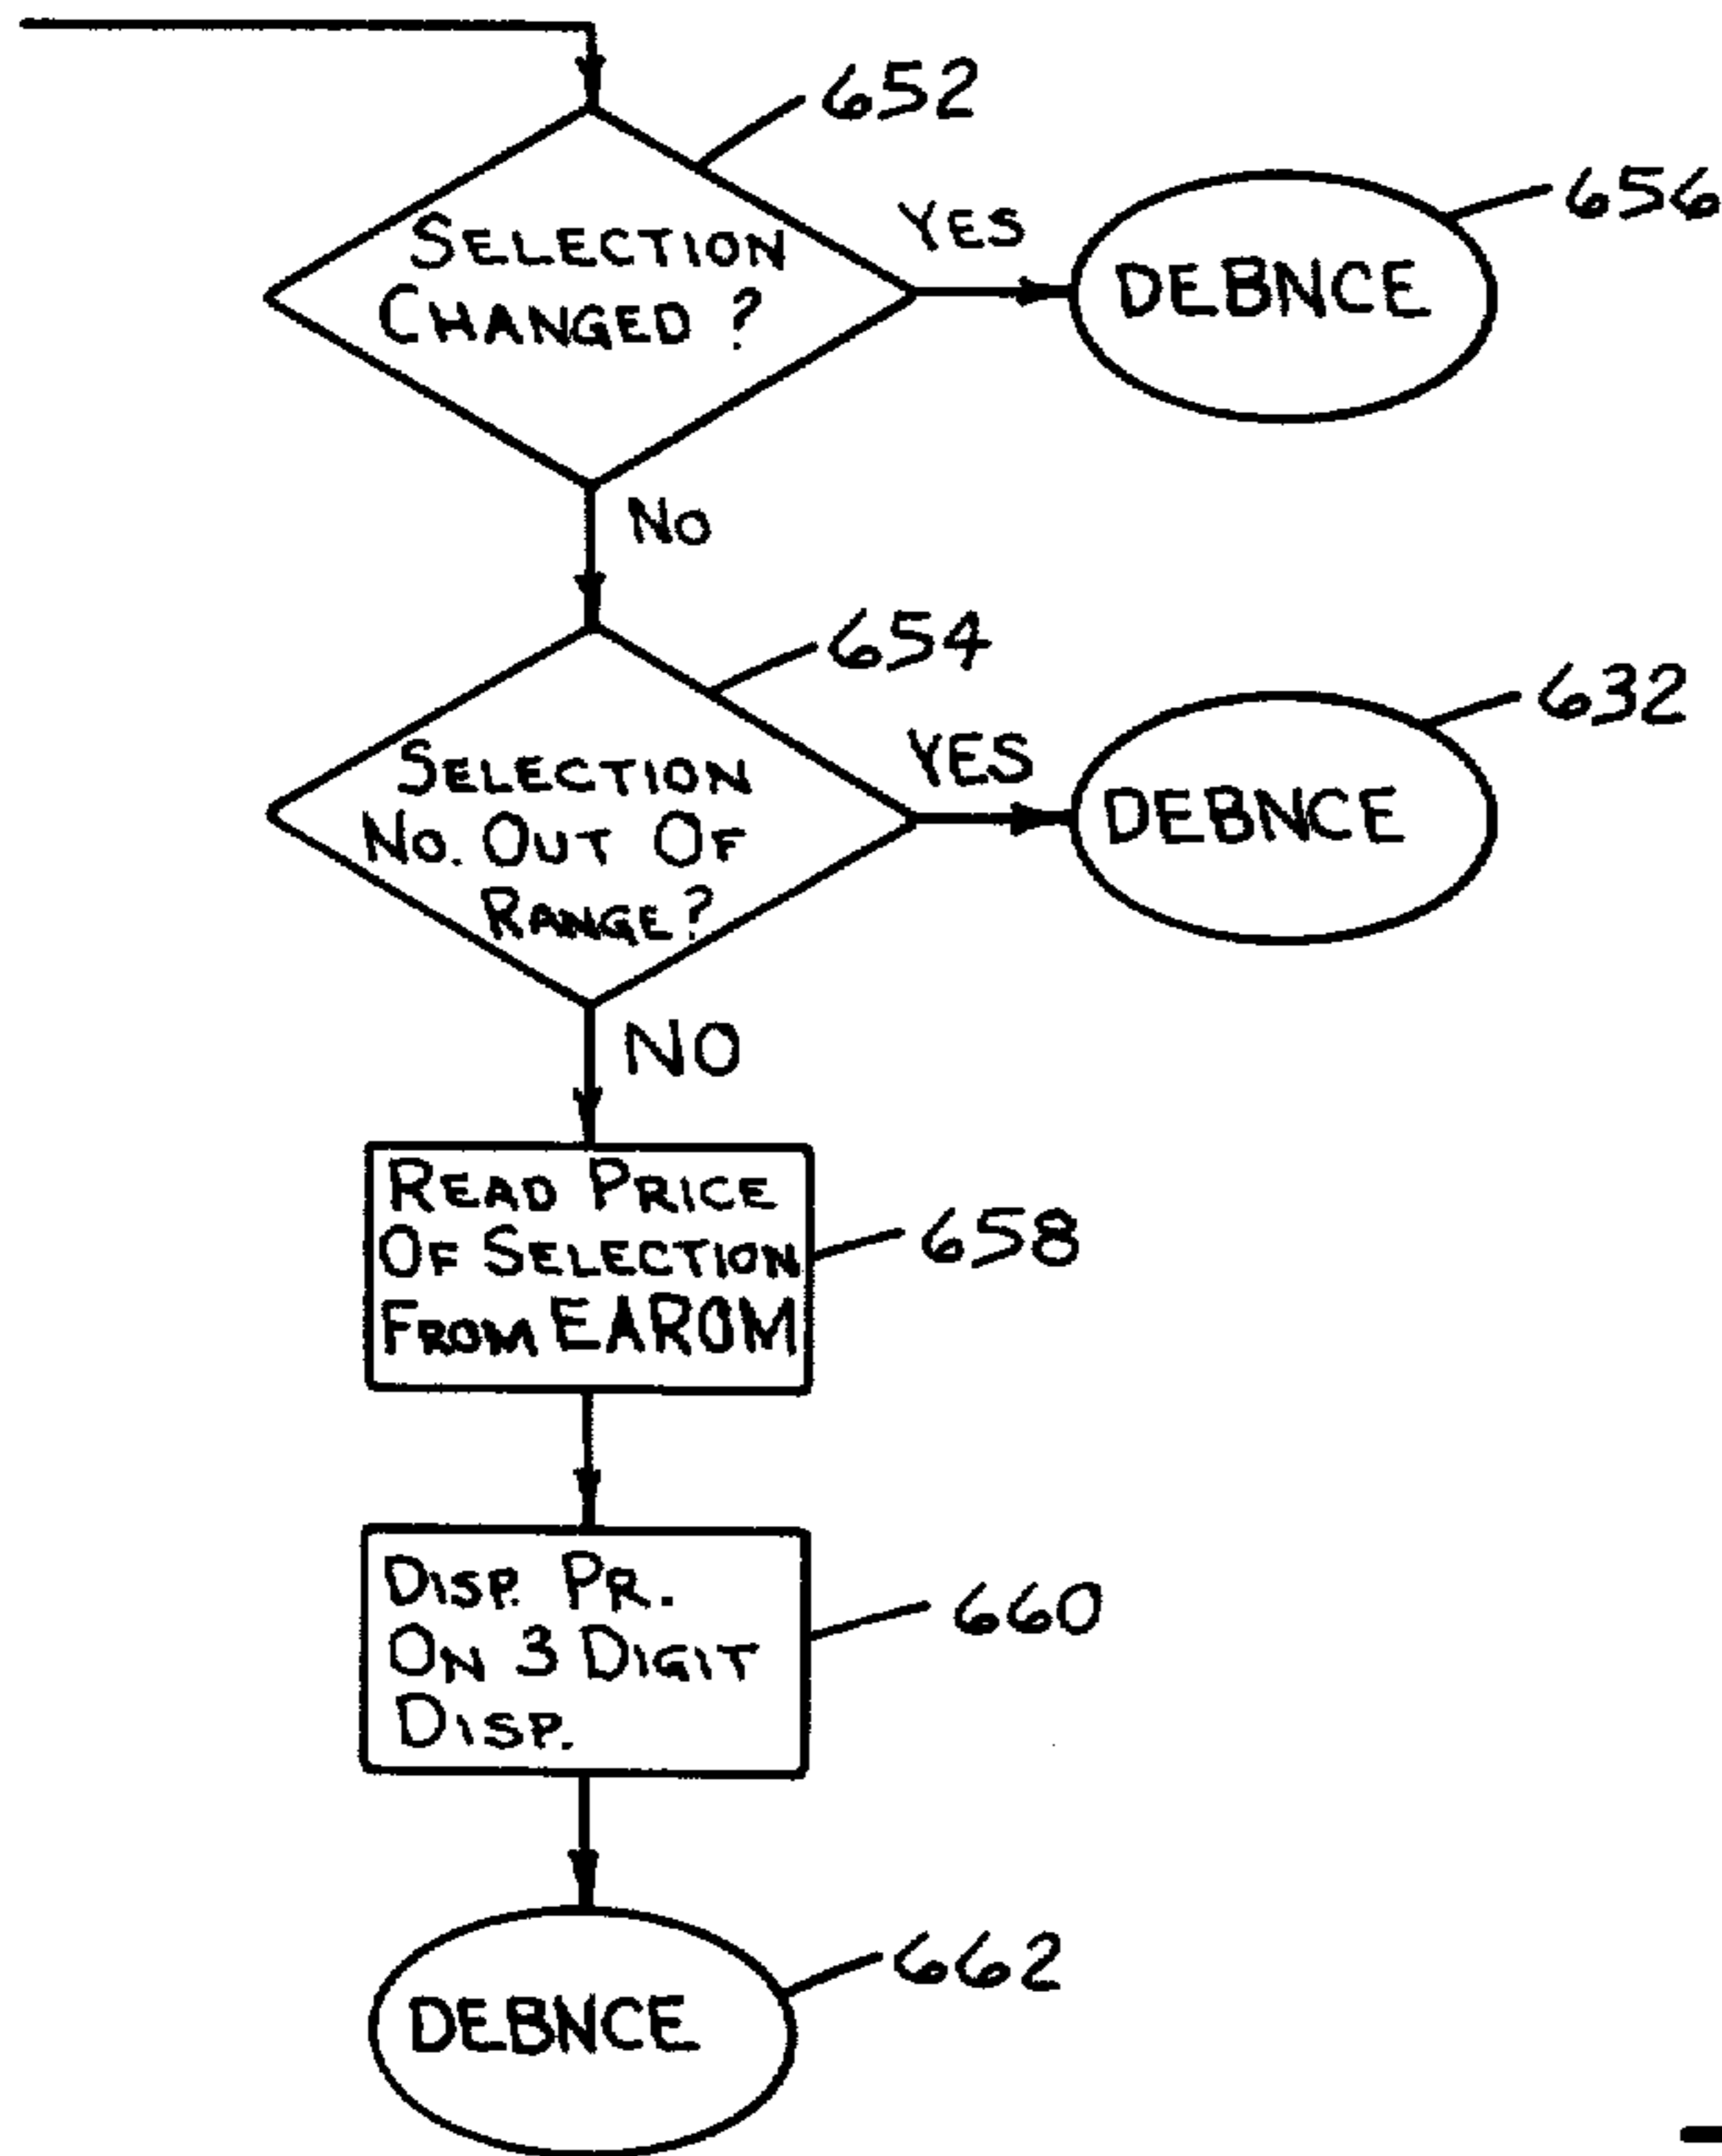 652
656
YES
SELECTION
CHANGED?
DEBNCE
NO
654
632
YES
SELECTION
NO. OUT OF
RANGE?
DEBNCE
NO
READ PRICE
OF SELECTION
FROM EAROM
658
DISP. PR.
ON 3 DIGIT
DISP.
660
662
DEBNCE